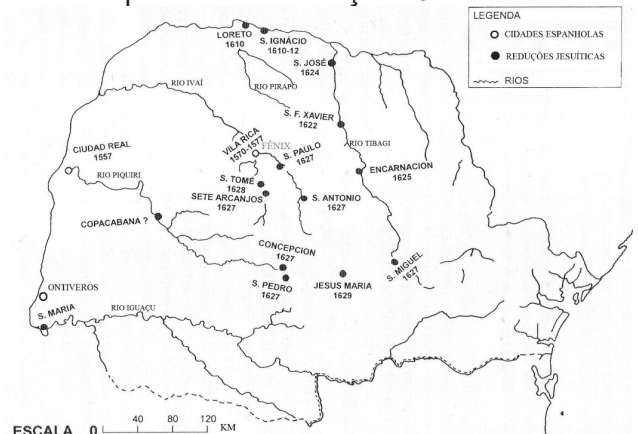 LEGENDA
CIDADES ESPANHOLAS
REDUÇÕES JESUÍTICAS
RIOS
LORETO
1610
S. IGNÁCIO
1610-12
S. JOSÉ
1624
RIO PIRAPO
RIO IVAÍ
S. F. XAVIER
1622
RIO TIBAGI
VILA RICA
1570-1577
FÊNIX
S. PAULO
1627
CIUDAD REAL
1557
RIO PIQUIRI
ENCARNACION
1625
S. TOMÉ
1628
SETE ARCANJOS
1627
S. ANTONIO
1627
COPACABANA ?
CONCEPCION
1627
S. PEDRO
1627
JESUS MARIA
1629
S. MIGUEL
1627
ONTIVEROS
S. MARIA
RIO IGUAÇU
ESCALA 0 40 80 120 KM